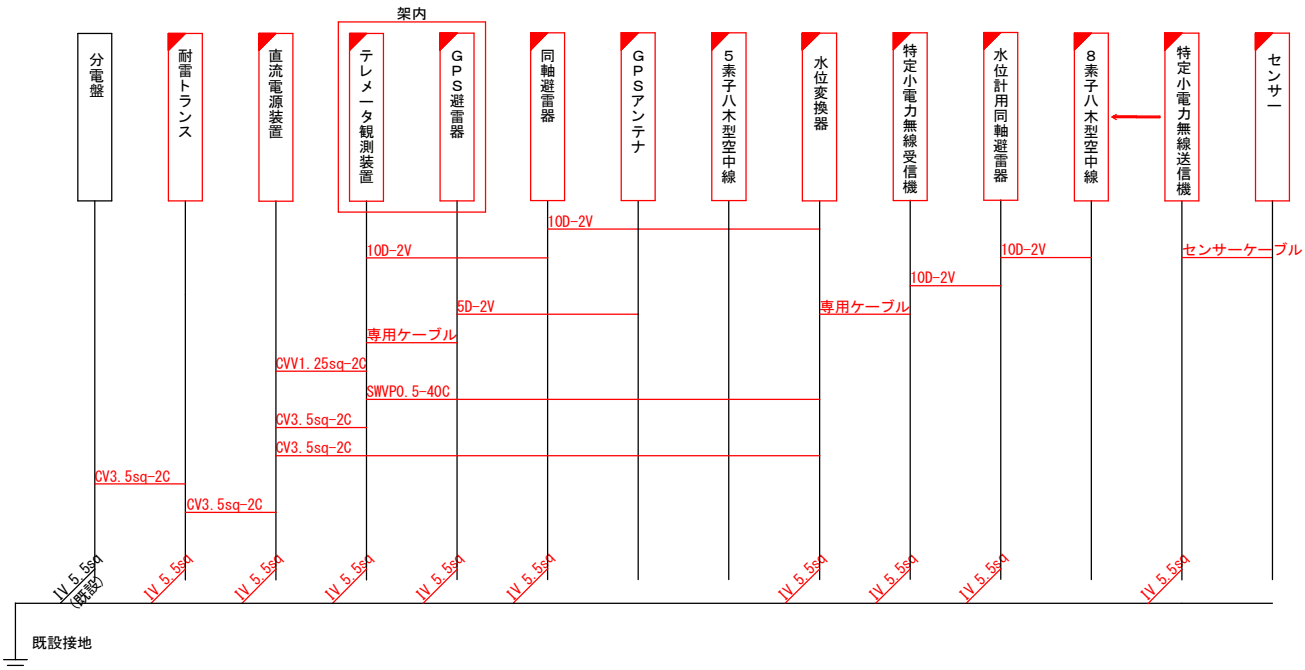 架内
分電盤
耐雷トランス
直流電源装置
テレメータ観測装置
GPS避雷器
同軸避雷器
GPSアンテナ
5素子八木型空中線
水位変換器
特定小電力無線受信機
水位計用同軸避雷器
8素子八木型空中線
特定小電力無線送信機
センサー
10D-2V
10D-2V
10D-2V
センサーケーブル
10D-2V
5D-2V
専用ケーブル
専用ケーブル
CVV1.25sq-2C
SWVP0.5-40C
CV3.5sq-2C
CV3.5sq-2C
CV3.5sq-2C
CV3.5sq-2C
IV 5.5sq
(既設)
IV 5.5sq
IV 5.5sq
IV 5.5sq
IV 5.5sq
IV 5.5sq
IV 5.5sq
IV 5.5sq
IV 5.5sq
IV 5.5sq
既設接地